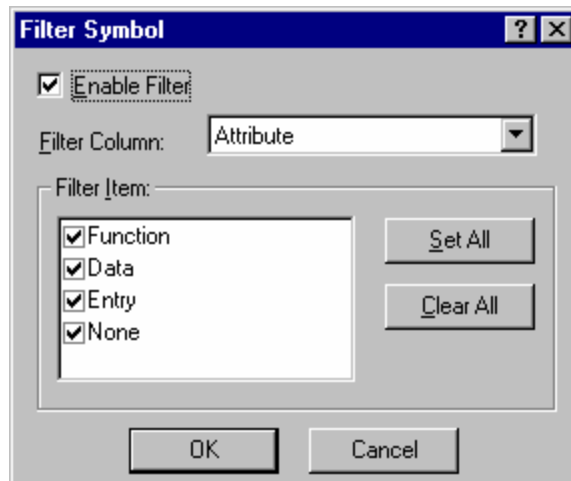 Filter Symbol
Enable Filter
Filter Column: Attribute
Filter Item:
Function
Data
Entry
None
Set All
Clear All
OK Cancel